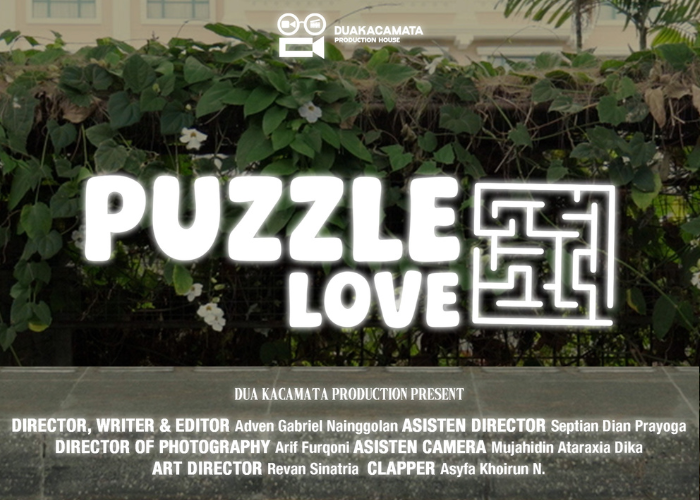 DUAKACAMATA
PRODUCTION HOUSE
PUZZLE
LOVE
DUA KACAMATA PRODUCTION PRESENT
DIRECTOR, WRITER & EDITOR Adven Gabriel Nainggolan ASISTEN DIRECTOR Septian Dian Prayoga
DIRECTOR OF PHOTOGRAPHY Arif Furqoni ASISTEN CAMERA Mujahidin Ataraxia Dika
ART DIRECTOR Revan Sinatria CLAPPER Asyfa Khoirun N.